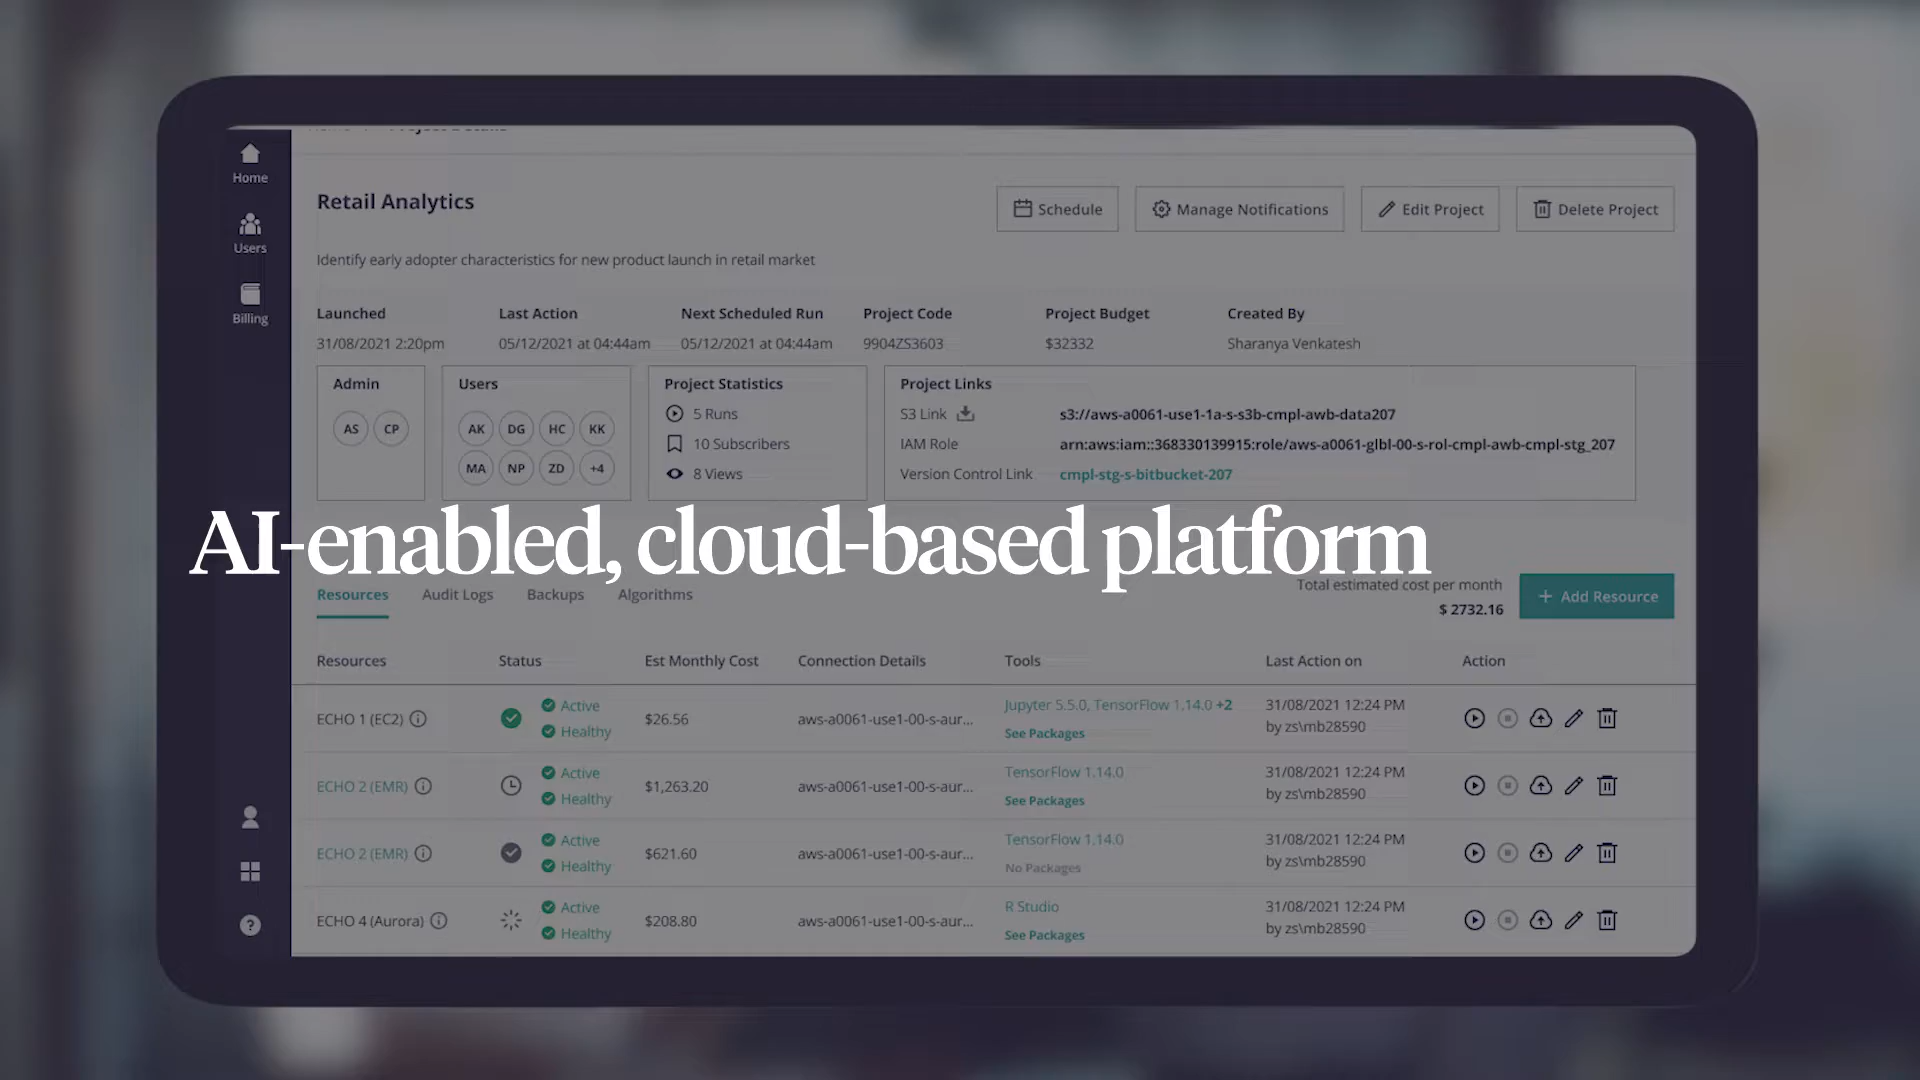 Home
Users
Billing
Retail Analytics
Schedule
Manage Notifications
Edit Project
Delete Project
Identify early adopter characteristics for new product launch in retail market
Launched Last Action Next Scheduled Run Project Code Project Budget Created By
31/08/2021 2:20pm 05/12/2021 at 04:44am 05/12/2021 at 04:44am 9904ZS3603 $32332 Sharanya Venkatesh
Admin
AS CP
Users
AK DG HC KK
MA NP ZD +4
Project Statistics
5 Runs
10 Subscribers
8 Views
Project Links
S3 Link s3://aws-a0061-use1-1a-s-s3b-cmpl-awb-data207
IAM Role arn:aws:iam::368330139915:role/aws-a0061-glbl-00-s-rol-cmpl-awb-cmpl-stg_207
Version Control Link cmpl-stg-s-bitbucket-207
AI-enabled, cloud-based platform
Resources Audit Logs Backups Algorithms
Total estimated cost per month
$ 2732.16
+ Add Resource
Resources Status Est Monthly Cost Connection Details Tools Last Action on Action
ECHO 1 (EC2) Active $26.56 aws-a0061-use1-00-s-aur... Jupyter 5.5.0, TensorFlow 1.14.0 +2 31/08/2021 12:24 PM
Healthy See Packages by zs\mb28590
ECHO 2 (EMR) Active $1,263.20 aws-a0061-use1-00-s-aur... TensorFlow 1.14.0 31/08/2021 12:24 PM
Healthy See Packages by zs\mb28590
ECHO 2 (EMR) Active $621.60 aws-a0061-use1-00-s-aur... TensorFlow 1.14.0 31/08/2021 12:24 PM
Healthy No Packages by zs\mb28590
ECHO 4 (Aurora) Active $208.80 aws-a0061-use1-00-s-aur... R Studio 31/08/2021 12:24 PM
Healthy See Packages by zs\mb28590